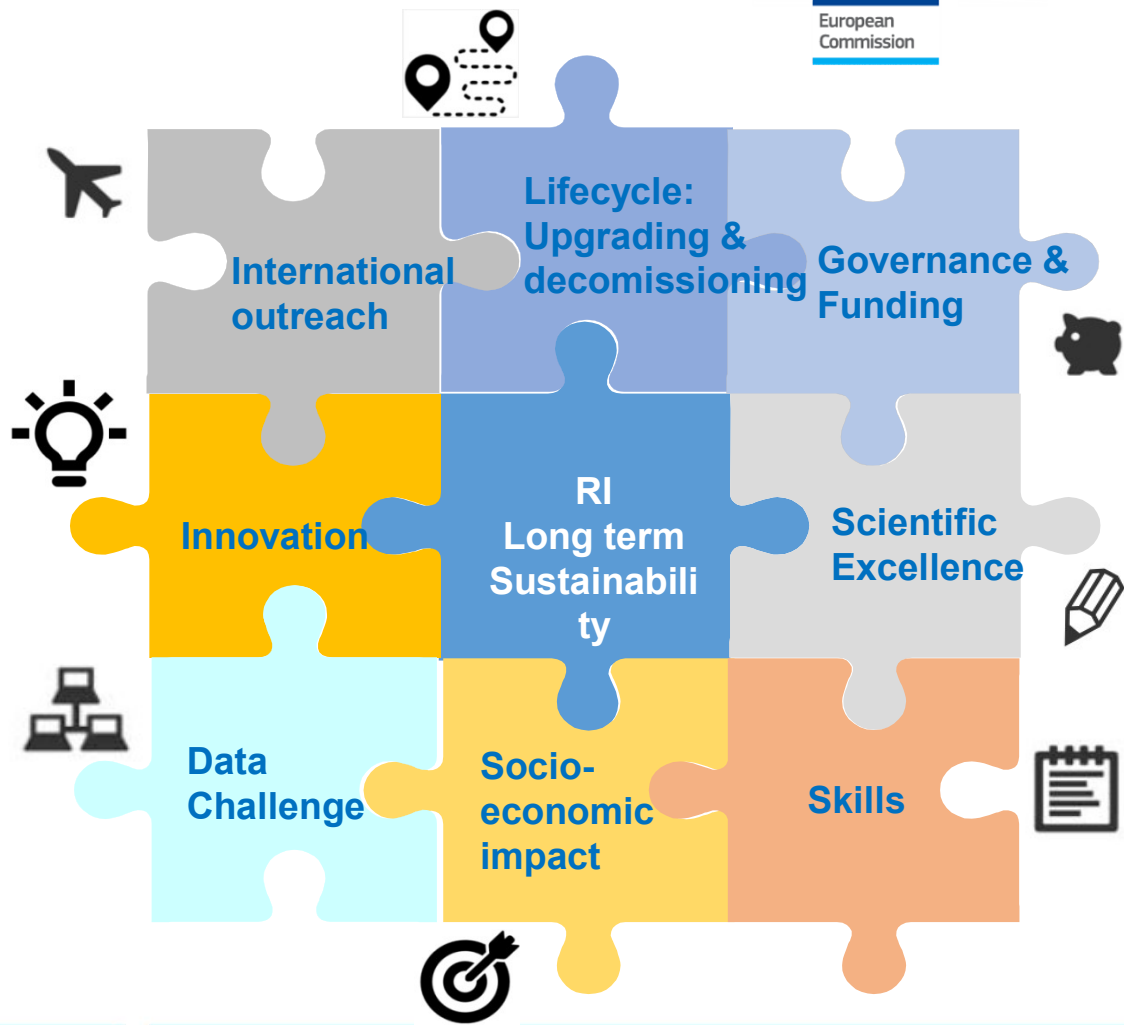 European
Commission
Lifecycle:
Upgrading &
decomissioning
International
outreach
Governance &
Funding
Innovation
RI
Long term
Sustainabili
ty
Scientific
Excellence
Data
Challenge
Socio-
economic
impact
Skills